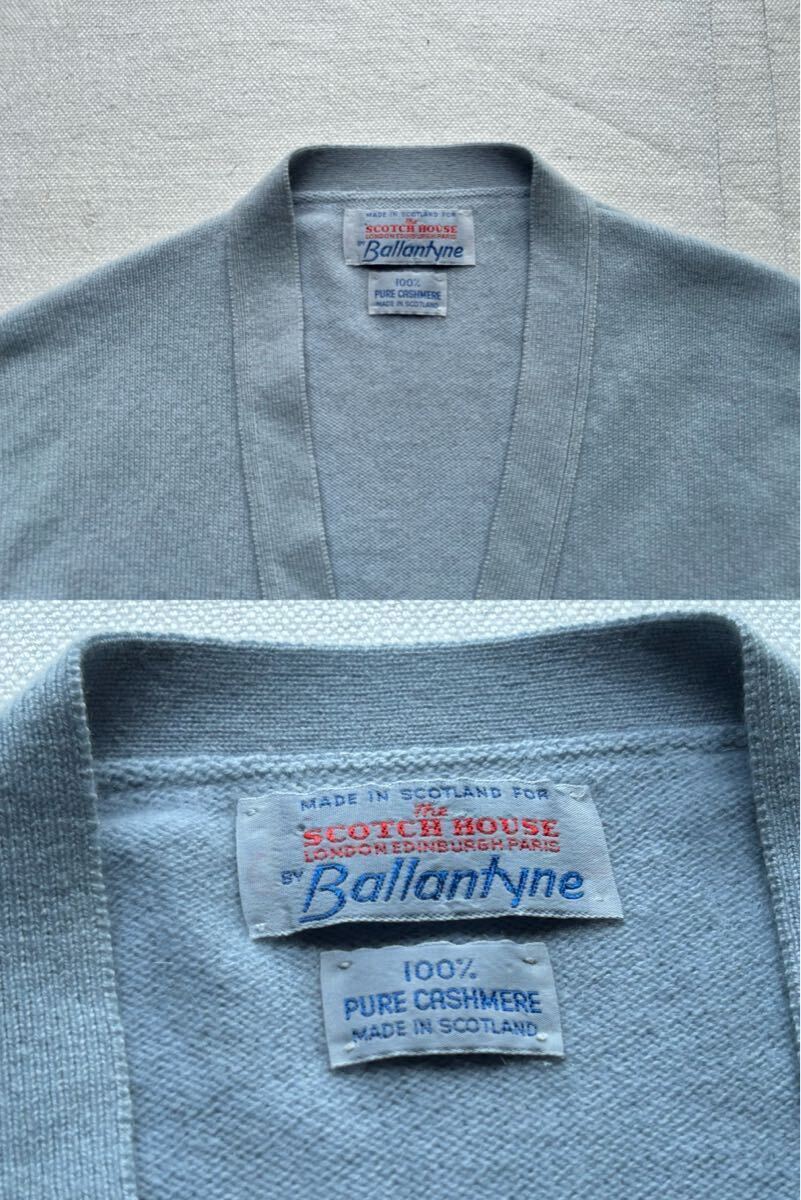 MADE IN SCOTLAND FOR
The
SCOTCH HOUSE
LONDON EDINBURGH PARIS
BY Ballantyne
100%
PURE CASHMERE
MADE IN SCOTLAND
MADE IN SCOTLAND FOR
The
SCOTCH HOUSE
LONDON EDINBURGH PARIS
BY Ballantyne
100%
PURE CASHMERE
MADE IN SCOTLAND